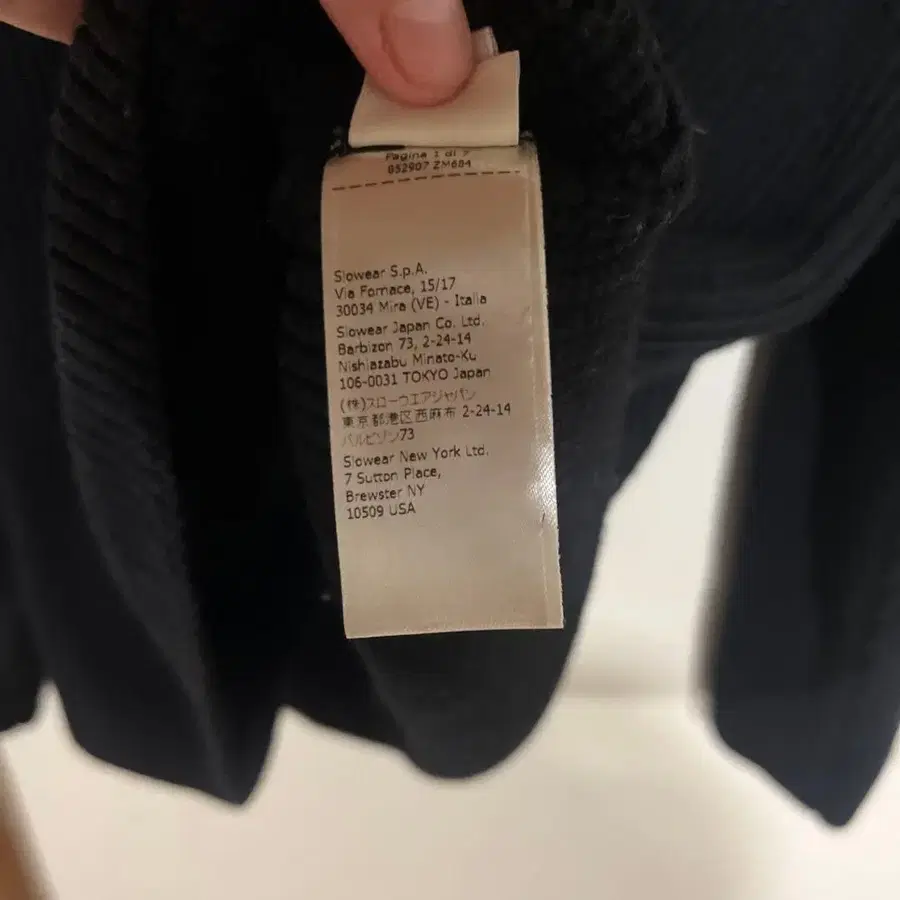 Pagina 1 di
852907 ZM684
Slowear S.p.A.
Via Fornace, 15/17
30034 Mira (VE) - Italia
Slowear Japan Co. Ltd.
Barbizon 73, 2-24-14
Nishiazabu Minato-Ku
106-0031 TOKYO Japan
(株)スローウエアジャパン
東京都港区西麻布 2-24-14
バルビゾン73
Slowear New York Ltd.
7 Sutton Place,
Brewster NY
10509 USA